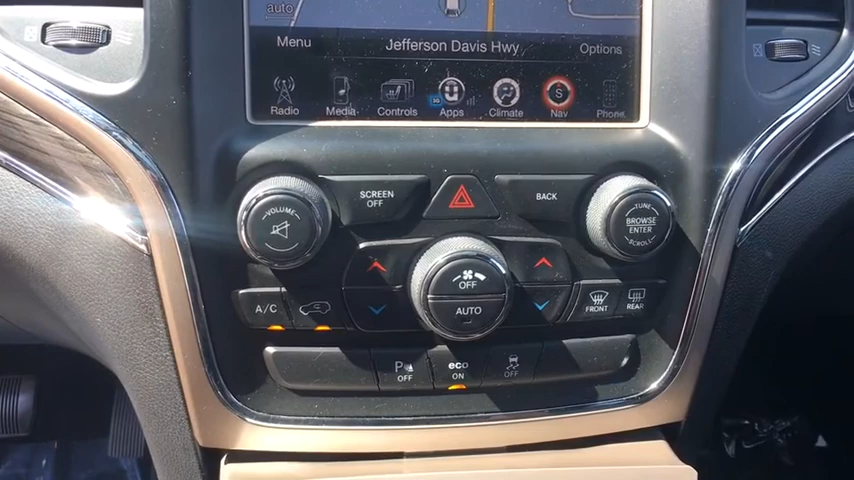 auto
Menu
Jefferson Davis Hwy
Options
Radio
Media
Controls
3G
Apps
Climate
S
Nav
Phone
VOLUME
SCREEN
OFF
BACK
TUNE
BROWSE
ENTER
SCROLL
OFF
AUTO
A/C
FRONT
REAR
P
OFF
eco
ON
OFF